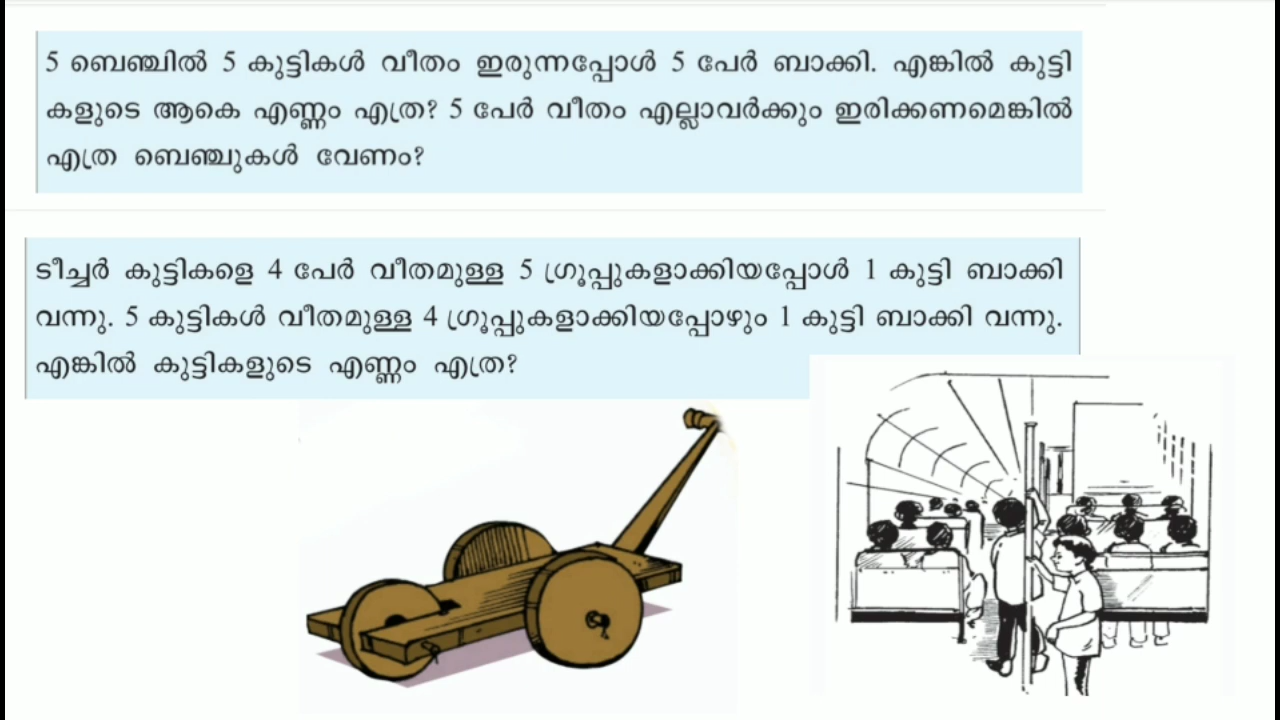 5 ബെഞ്ചിൽ 5 കുട്ടികൾ വീതം ഇരുന്നപ്പോൾ 5 പേർ ബാക്കി. എങ്കിൽ കുട്ടി
കളുടെ ആകെ എണ്ണം എത്ര? 5 പേർ വീതം എല്ലാവർക്കും ഇരിക്കണമെങ്കിൽ
എത്ര ബെഞ്ചുകൾ വേണം?
ടീച്ചർ കുട്ടികളെ 4 പേർ വീതമുള്ള 5 ഗ്രൂപ്പുകളാക്കിയപ്പോൾ 1 കുട്ടി ബാക്കി
വന്നു. 5 കുട്ടികൾ വീതമുള്ള 4 ഗ്രൂപ്പുകളാക്കിയപ്പോഴും 1 കുട്ടി ബാക്കി വന്നു.
എങ്കിൽ കുട്ടികളുടെ എണ്ണം എത്ര?